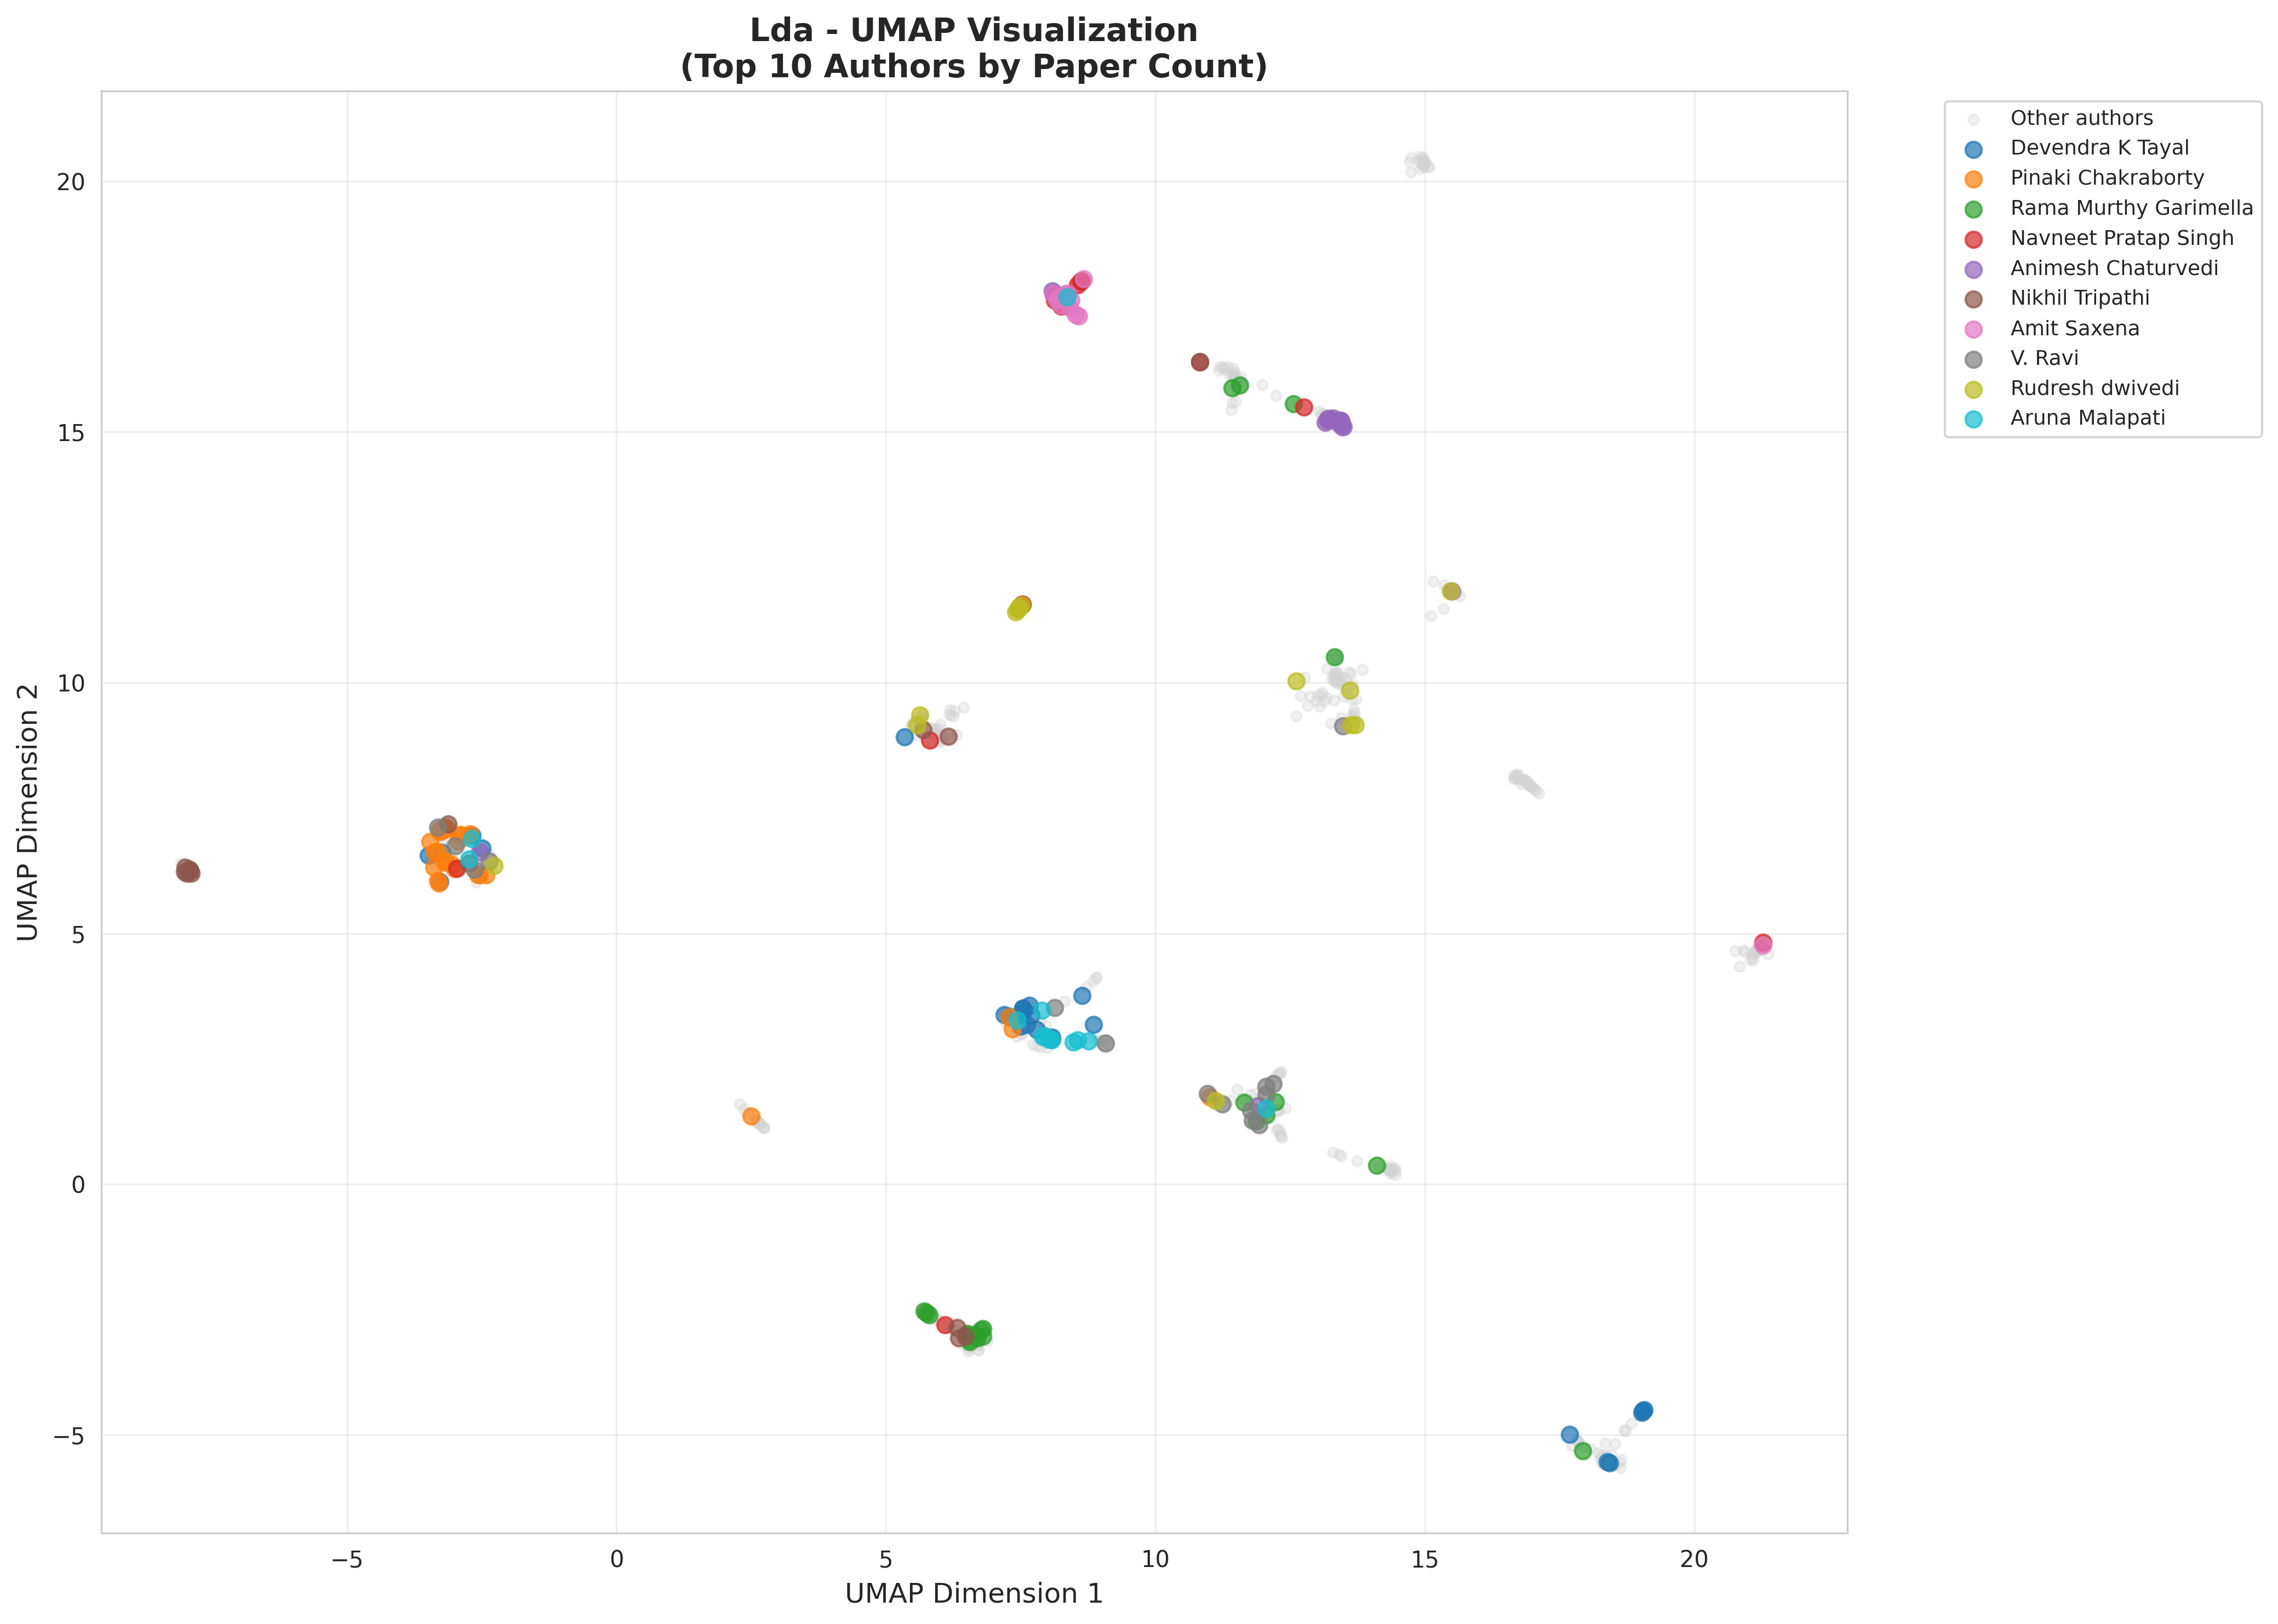 Lda - UMAP Visualization
(Top 10 Authors by Paper Count)
Other authors
Devendra K Tayal
Pinaki Chakraborty
Rama Murthy Garimella
Navneet Pratap Singh
Animesh Chaturvedi
Nikhil Tripathi
Amit Saxena
V. Ravi
Rudresh dwivedi
Aruna Malapati
UMAP Dimension 2
20
15
10
5
0
−5
−5
0
5
10
15
20
UMAP Dimension 1